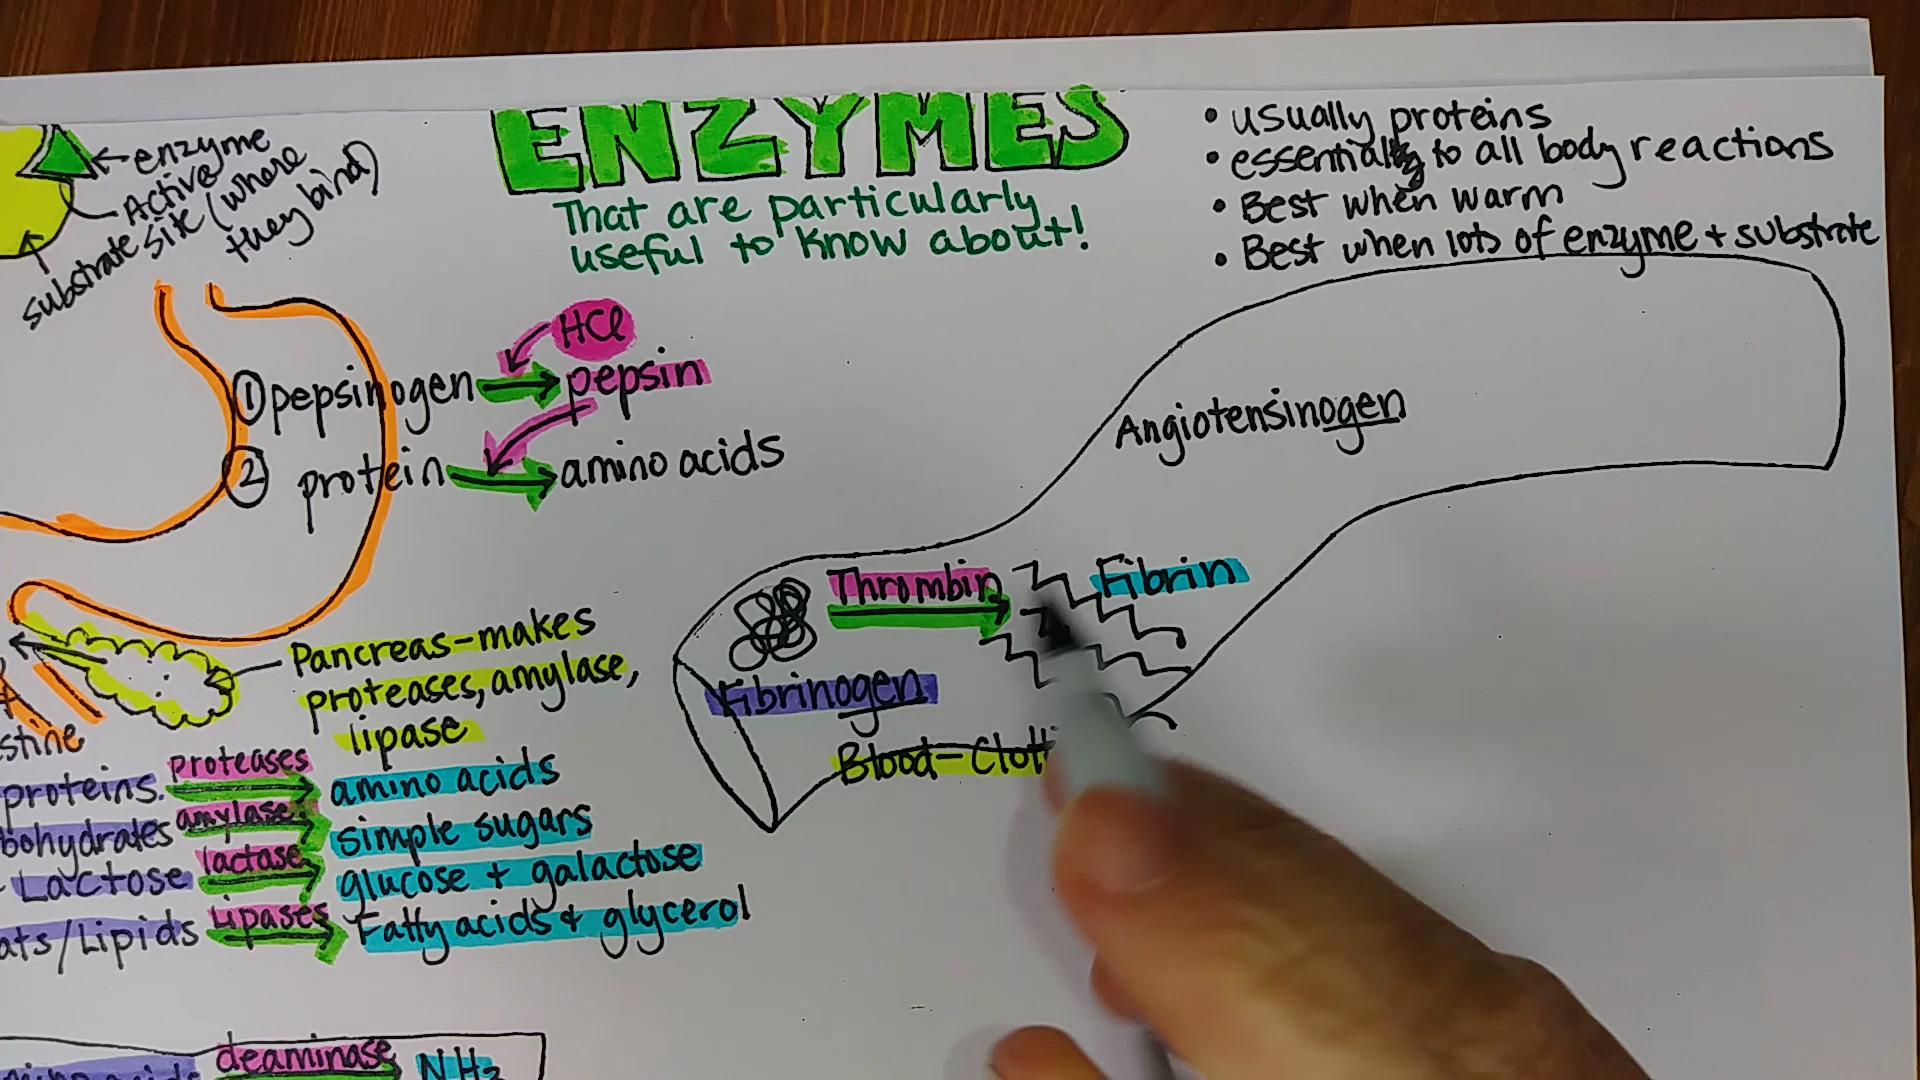 ENZYMES
That are particularly
useful to know about!
• usually proteins
• essential to all body reactions
• Best when warm
• Best when lots of enzyme + substrate
enzyme
Active
site (where
they bind)
substrate
HCl
① pepsinogen → pepsin
② protein → amino acids
Angiotensinogen
Thrombin
Fibrin
Fibrinogen
Blood-Clott
Pancreas-makes
proteases, amylase,
lipase
stine
proteins. proteases amino acids
bohydrates amylase simple sugars
Lactose lactase glucose + galactose
ats/Lipids Lipases Fatty acids & glycerol
deaminase NH₂